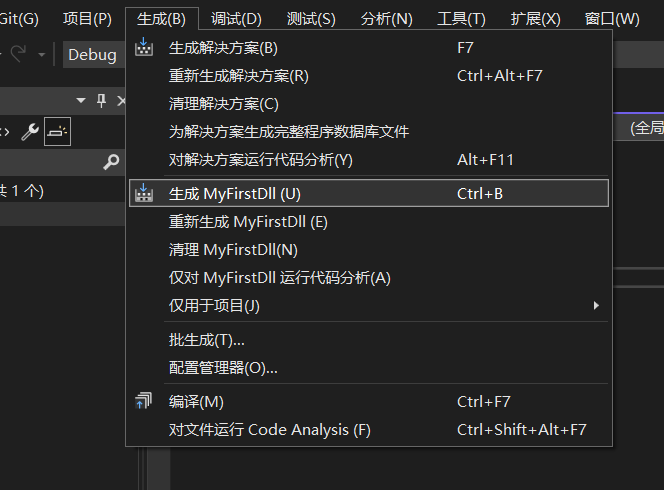 Git(G) 项目(P) 生成(B) 调试(D) 测试(S) 分析(N) 工具(T) 扩展(X) 窗口(W)
Debug
生成解决方案(B) F7
重新生成解决方案(R) Ctrl+Alt+F7
清理解决方案(C)
为解决方案生成完整程序数据库文件
(全局
对解决方案运行代码分析(Y) Alt+F11
共 1 个)
生成 MyFirstDll (U) Ctrl+B
重新生成 MyFirstDll (E)
清理 MyFirstDll(N)
仅对 MyFirstDll 运行代码分析(A)
仅用于项目(J)
批生成(T)...
配置管理器(O)...
编译(M) Ctrl+F7
对文件运行 Code Analysis (F) Ctrl+Shift+Alt+F7